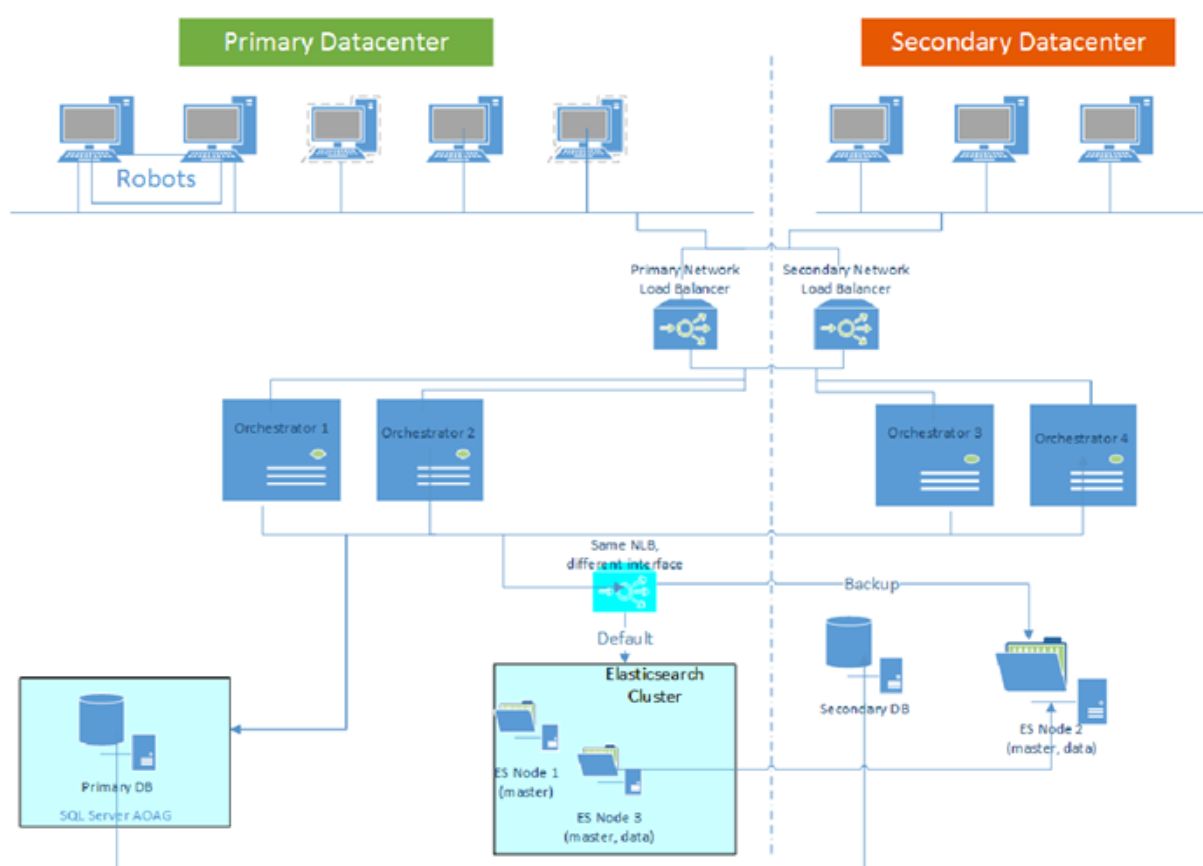 Primary Datacenter
Secondary Datacenter
Robots
Primary Network
Load Balancer
Secondary Network
Load Balancer
Orchestrator 1
Orchestrator 2
Orchestrator 3
Orchestrator 4
Same NLB,
different interface
Backup
Default
Elasticsearch
Cluster
ES Node 1
(master)
ES Node 3
(master, data)
Secondary DB
ES Node 2
(master, data)
Primary DB
SQL Server AOAG